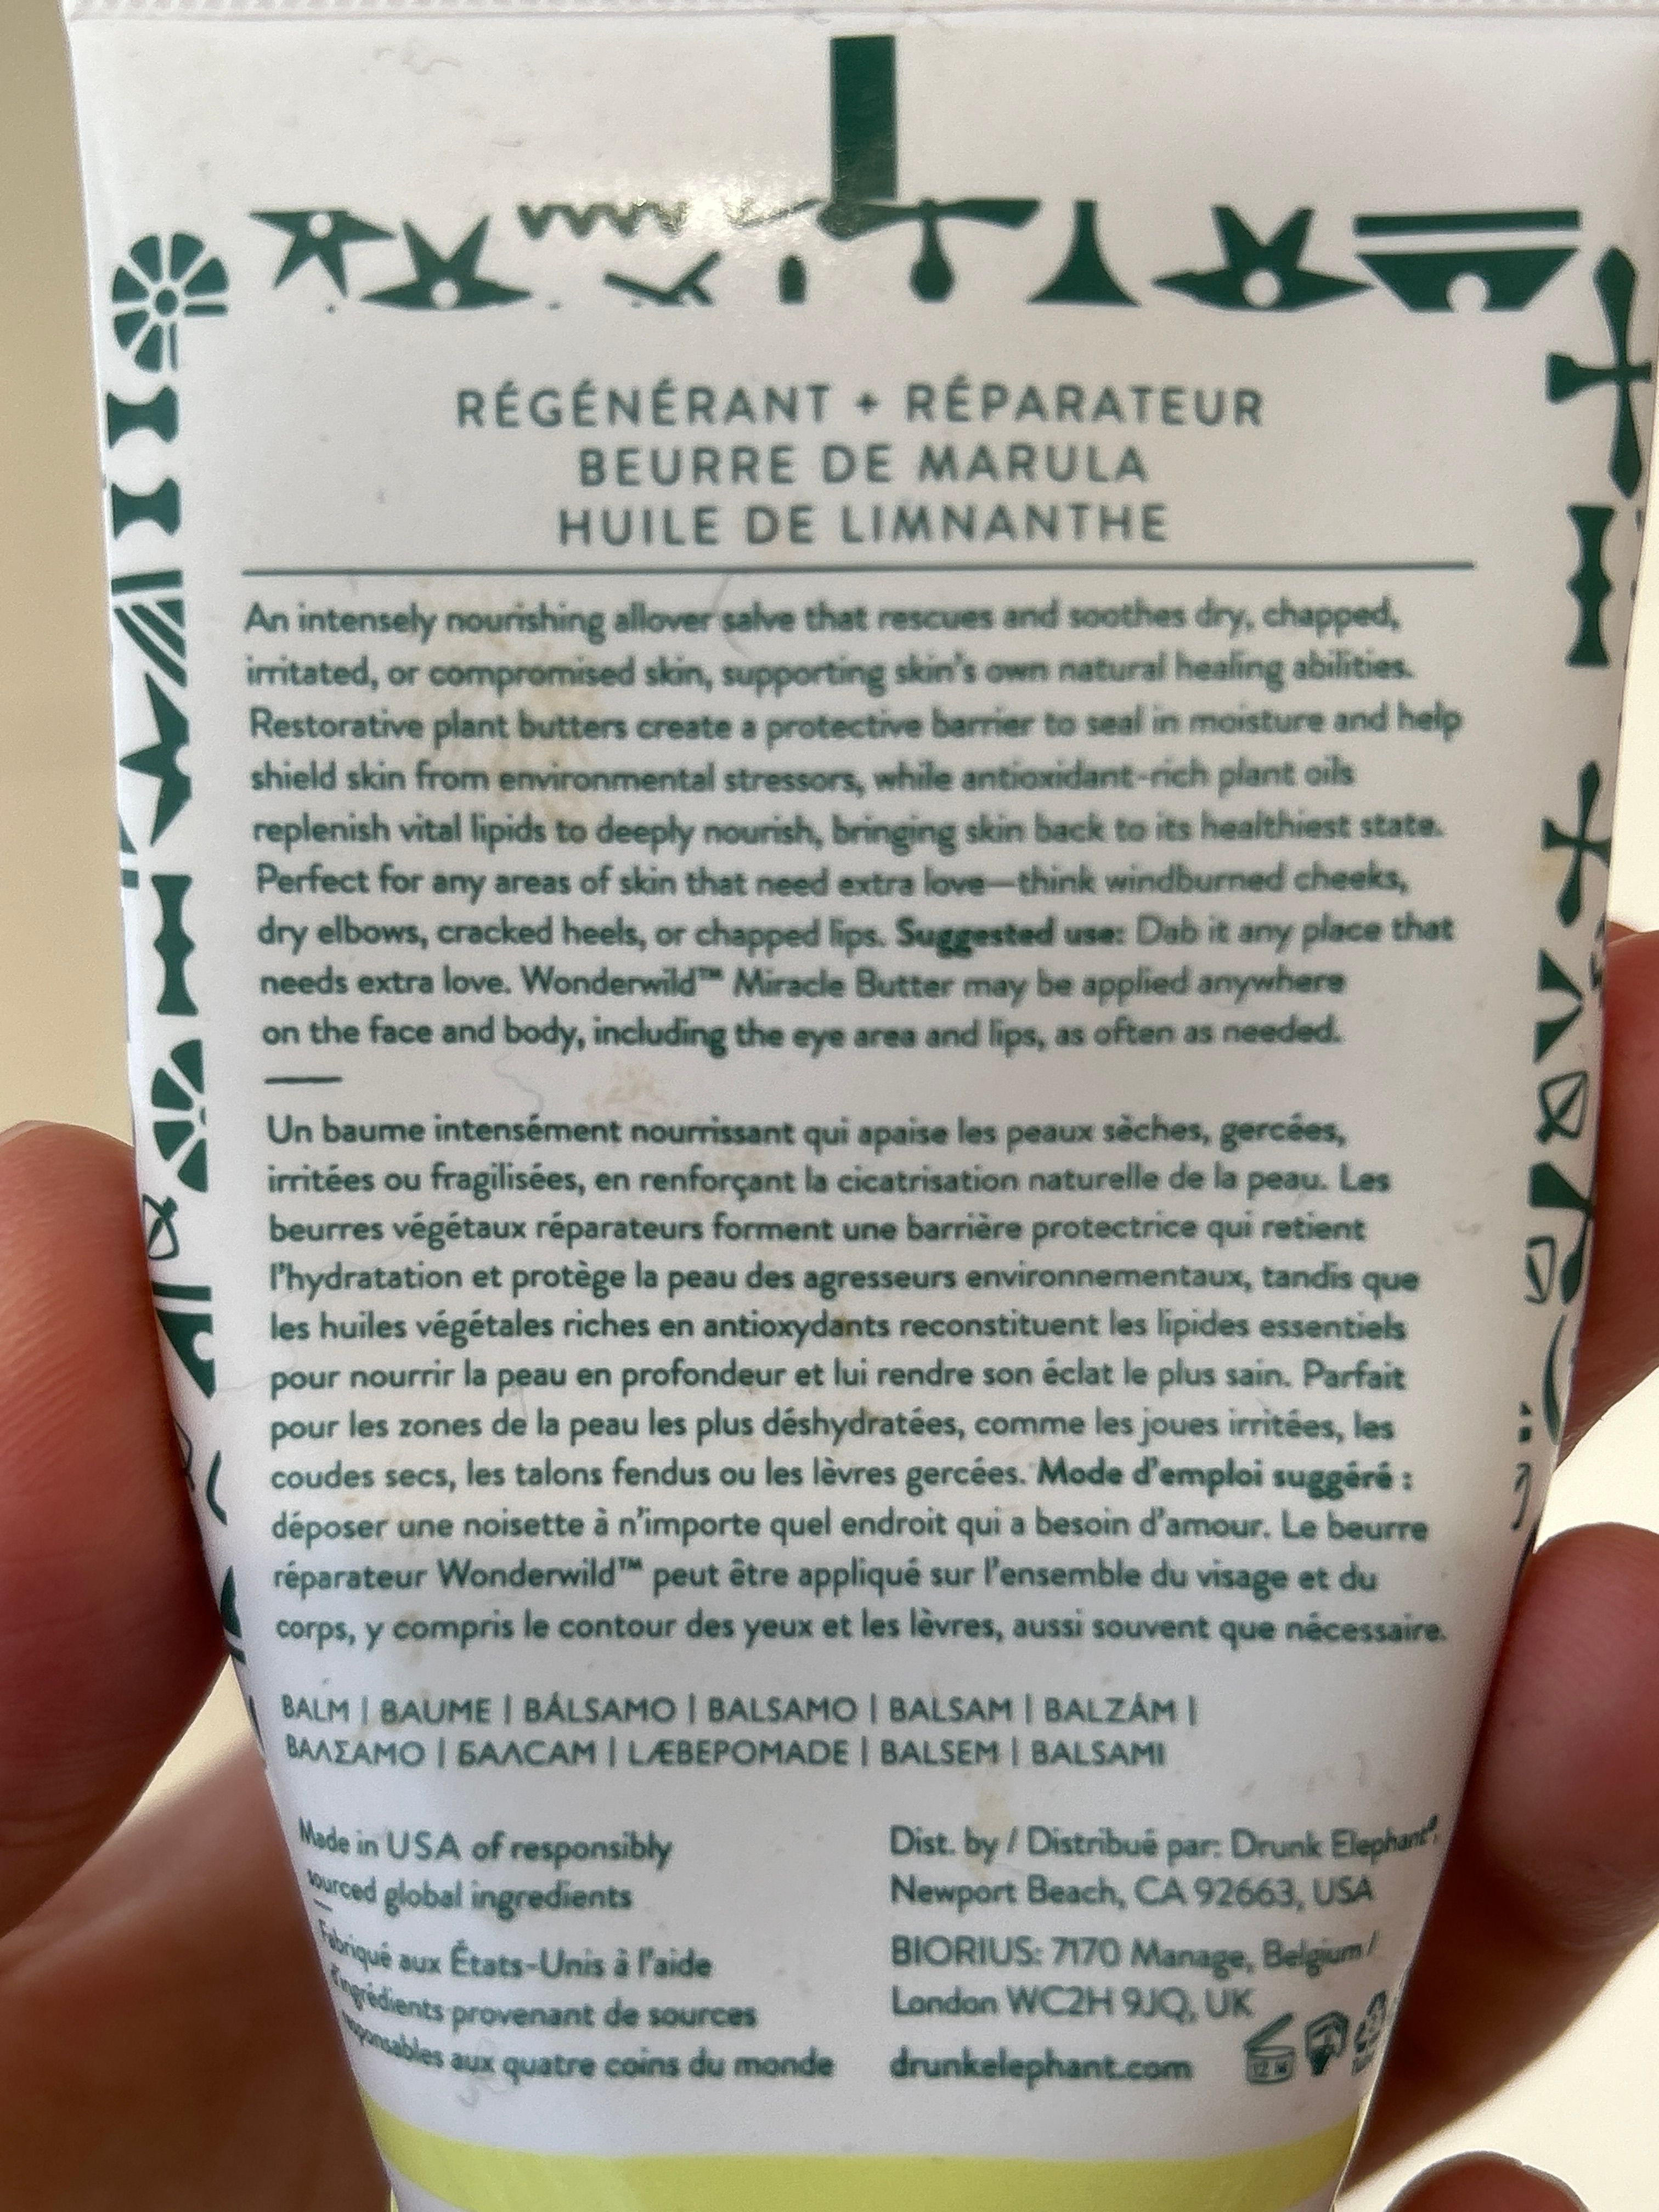 RÉGÉNÉRANT + RÉPARATEUR
BEURRE DE MARULA
HUILE DE LIMNANTHE
An intensely nourishing allover salve that rescues and soothes dry, chapped,
irritated, or compromised skin, supporting skin's own natural healing abilities.
Restorative plant butters create a protective barrier to seal in moisture and help
shield skin from environmental stressors, while antioxidant-rich plant oils
replenish vital lipids to deeply nourish, bringing skin back to its healthiest state.
Perfect for any areas of skin that need extra love—think windburned cheeks,
dry elbows, cracked heels, or chapped lips. Suggested use: Dab it any place that
needs extra love. Wonderwild™ Miracle Butter may be applied anywhere
on the face and body, including the eye area and lips, as often as needed.
Un baume intensément nourrissant qui apaise les peaux sèches, gercées,
irritées ou fragilisées, en renforçant la cicatrisation naturelle de la peau. Les
beurres végétaux réparateurs forment une barrière protectrice qui retient
l'hydratation et protège la peau des agresseurs environnementaux, tandis que
les huiles végétales riches en antioxydants reconstituent les lipides essentiels
pour nourrir la peau en profondeur et lui rendre son éclat le plus sain. Parfait
pour les zones de la peau les plus déshydratées, comme les joues irritées, les
coudes secs, les talons fendus ou les lèvres gercées. Mode d'emploi suggéré :
déposer une noisette à n'importe quel endroit qui a besoin d'amour. Le beurre
réparateur Wonderwild™ peut être appliqué sur l'ensemble du visage et du
corps, y compris le contour des yeux et les lèvres, aussi souvent que nécessaire.
BALM | BAUME | BÁLSAMO | BALSAMO | BALSAM | BALZÁM |
ΒΑΛΣΑΜΟ | БАЛСАМ | LÆBEPOMADE | BALSEM | BALSAMI
Made in USA of responsibly
sourced global ingredients
Fabriqué aux États-Unis à l'aide
d'ingrédients provenant de sources
responsables aux quatre coins du monde
Dist. by / Distribué par: Drunk Elephant®,
Newport Beach, CA 92663, USA
BIORIUS: 7170 Manage, Belgium /
London WC2H 9JQ, UK
drunkelephant.com
12 M